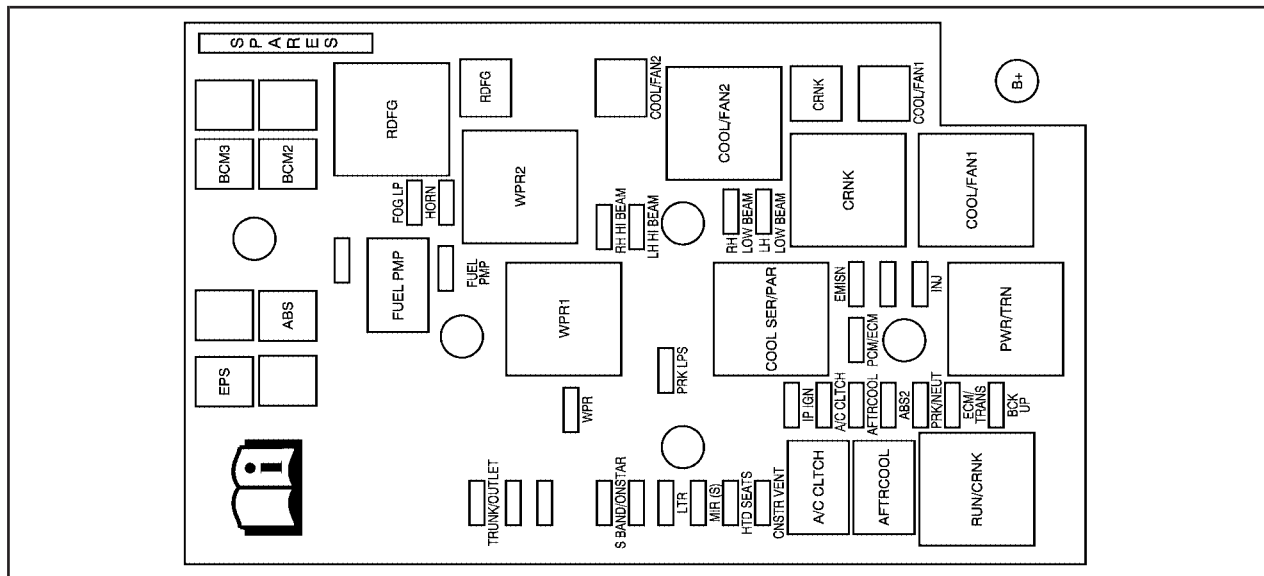 SPARES
BCM3
BCM2
ABS
EPS
RDFG
RDFG
FOG LP
HORN
FUEL PMP
FUEL
PMP
WPR2
WPR1
WPR
COOL/FAN2
COOL/FAN2
CRNK
COOL/FAN1
B+
RH HI BEAM
LH HI BEAM
RH
LOW BEAM
LH
LOW BEAM
CRNK
COOL/FAN1
COOL SER/PAR
EMISN
INJ
PCM/ECM
PWR/TRN
PRK LPS
IP IGN
A/C CLTCH
AFTRCOOL
ABS2
PRK/NEUT
ECM/
TRANS
BCK
UP
TRUNK/OUTLET
S BAND/ONSTAR
LTR
MIR (S)
HTD SEATS
CNSTR VENT
A/C CLTCH
AFTRCOOL
RUN/CRNK
i